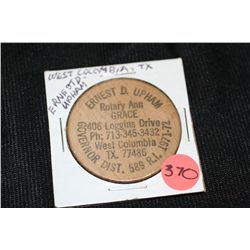 WEST COLOMBIA, TX
ERNEST D.
UPHAM
ERNEST D. UPHAM
Rotary Ann
GRACE
406 Loggins Drive
Ph: 713-345-3432
West Columbia
TX. 77486
GOVERNOR DIST. 589 R.I. 1971-72
370